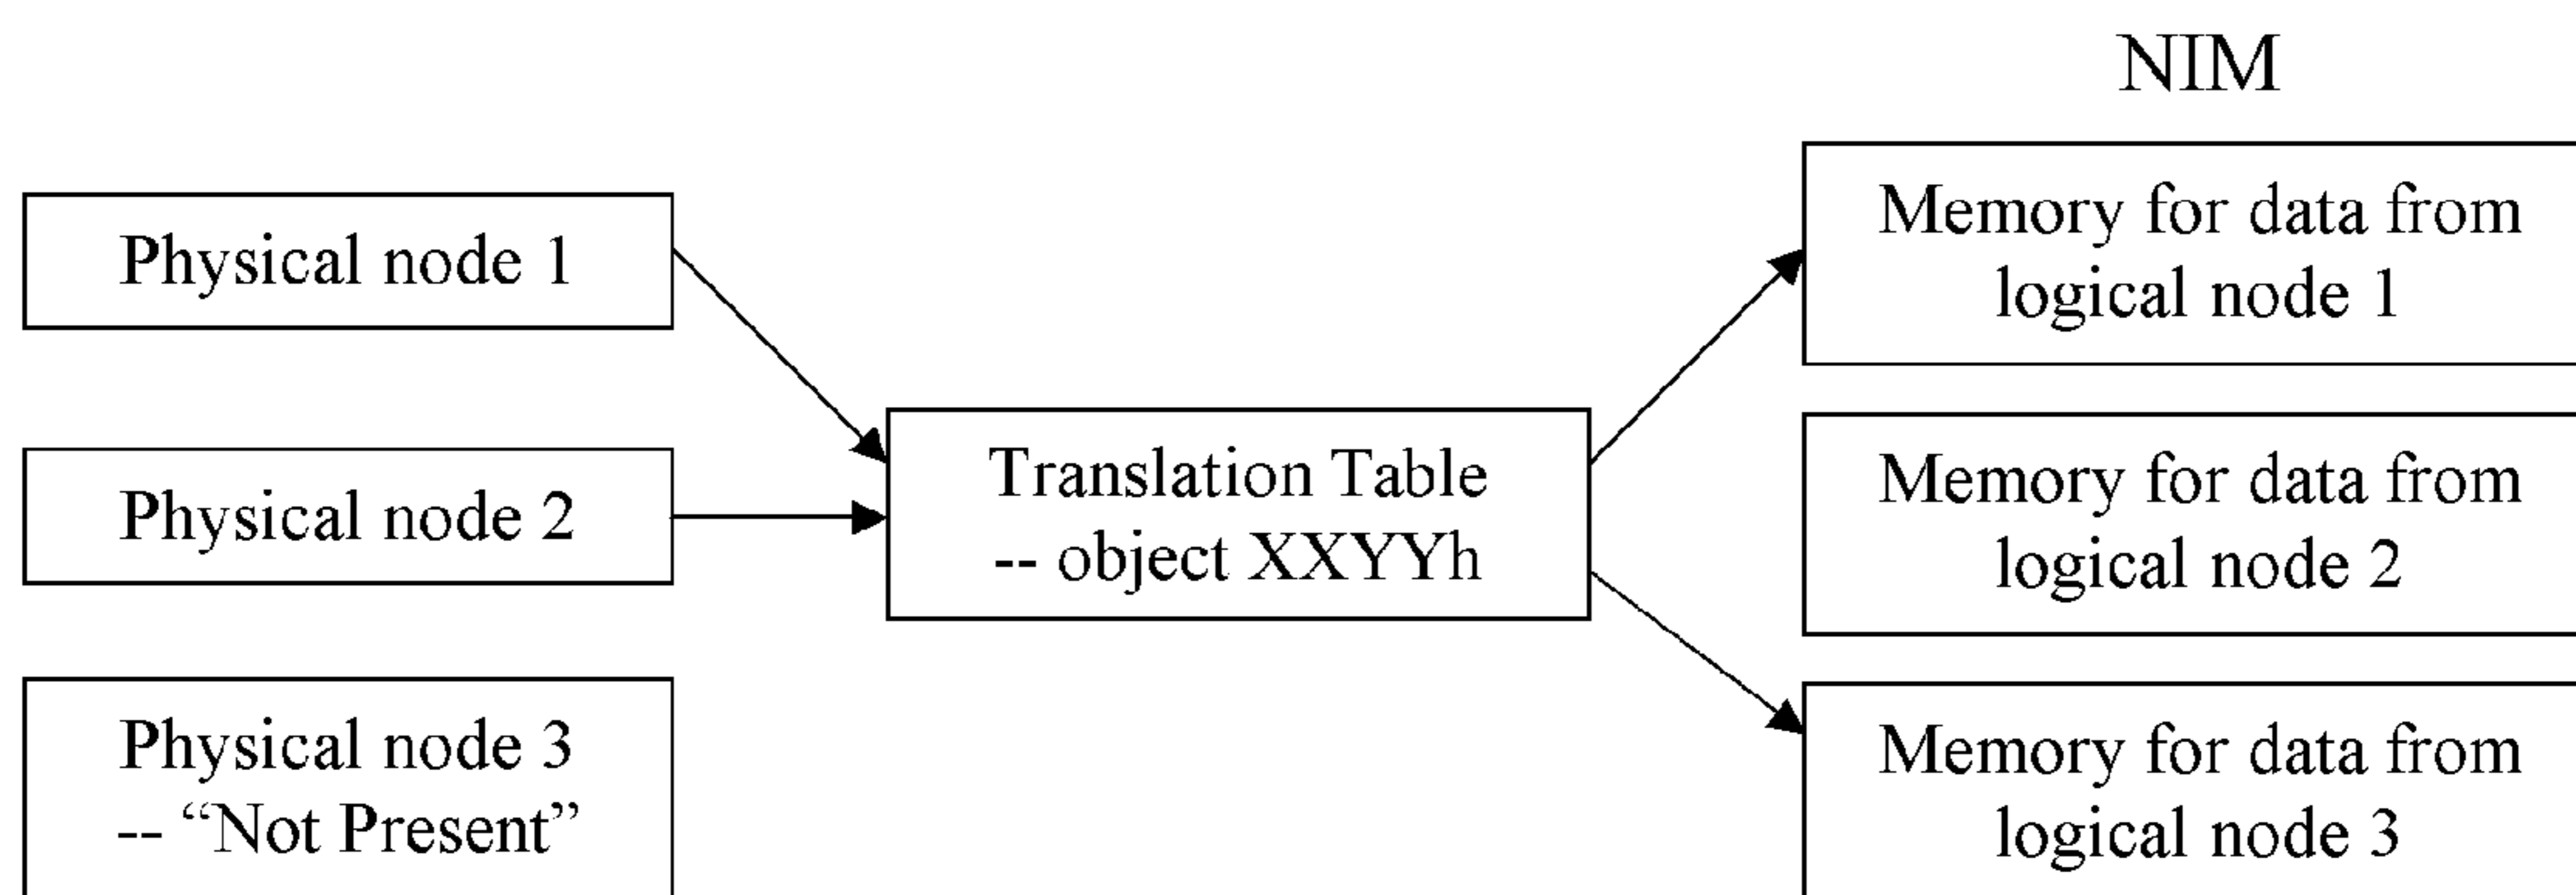 NIM
Physical node 1
Physical node 2
Physical node 3
-- “Not Present”
Translation Table
-- object XXYYh
Memory for data from
logical node 1
Memory for data from
logical node 2
Memory for data from
logical node 3